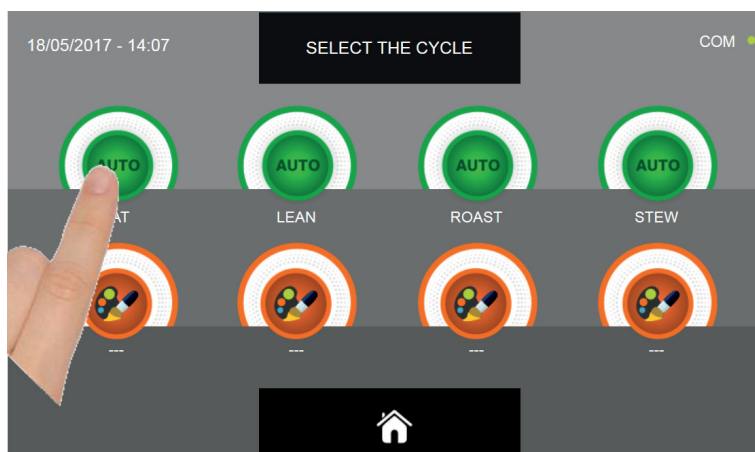 18/05/2017 - 14:07
SELECT THE CYCLE
COM
AUTO
AUTO
AUTO
AUTO
LEAN
ROAST
STEW
---
---
---
---